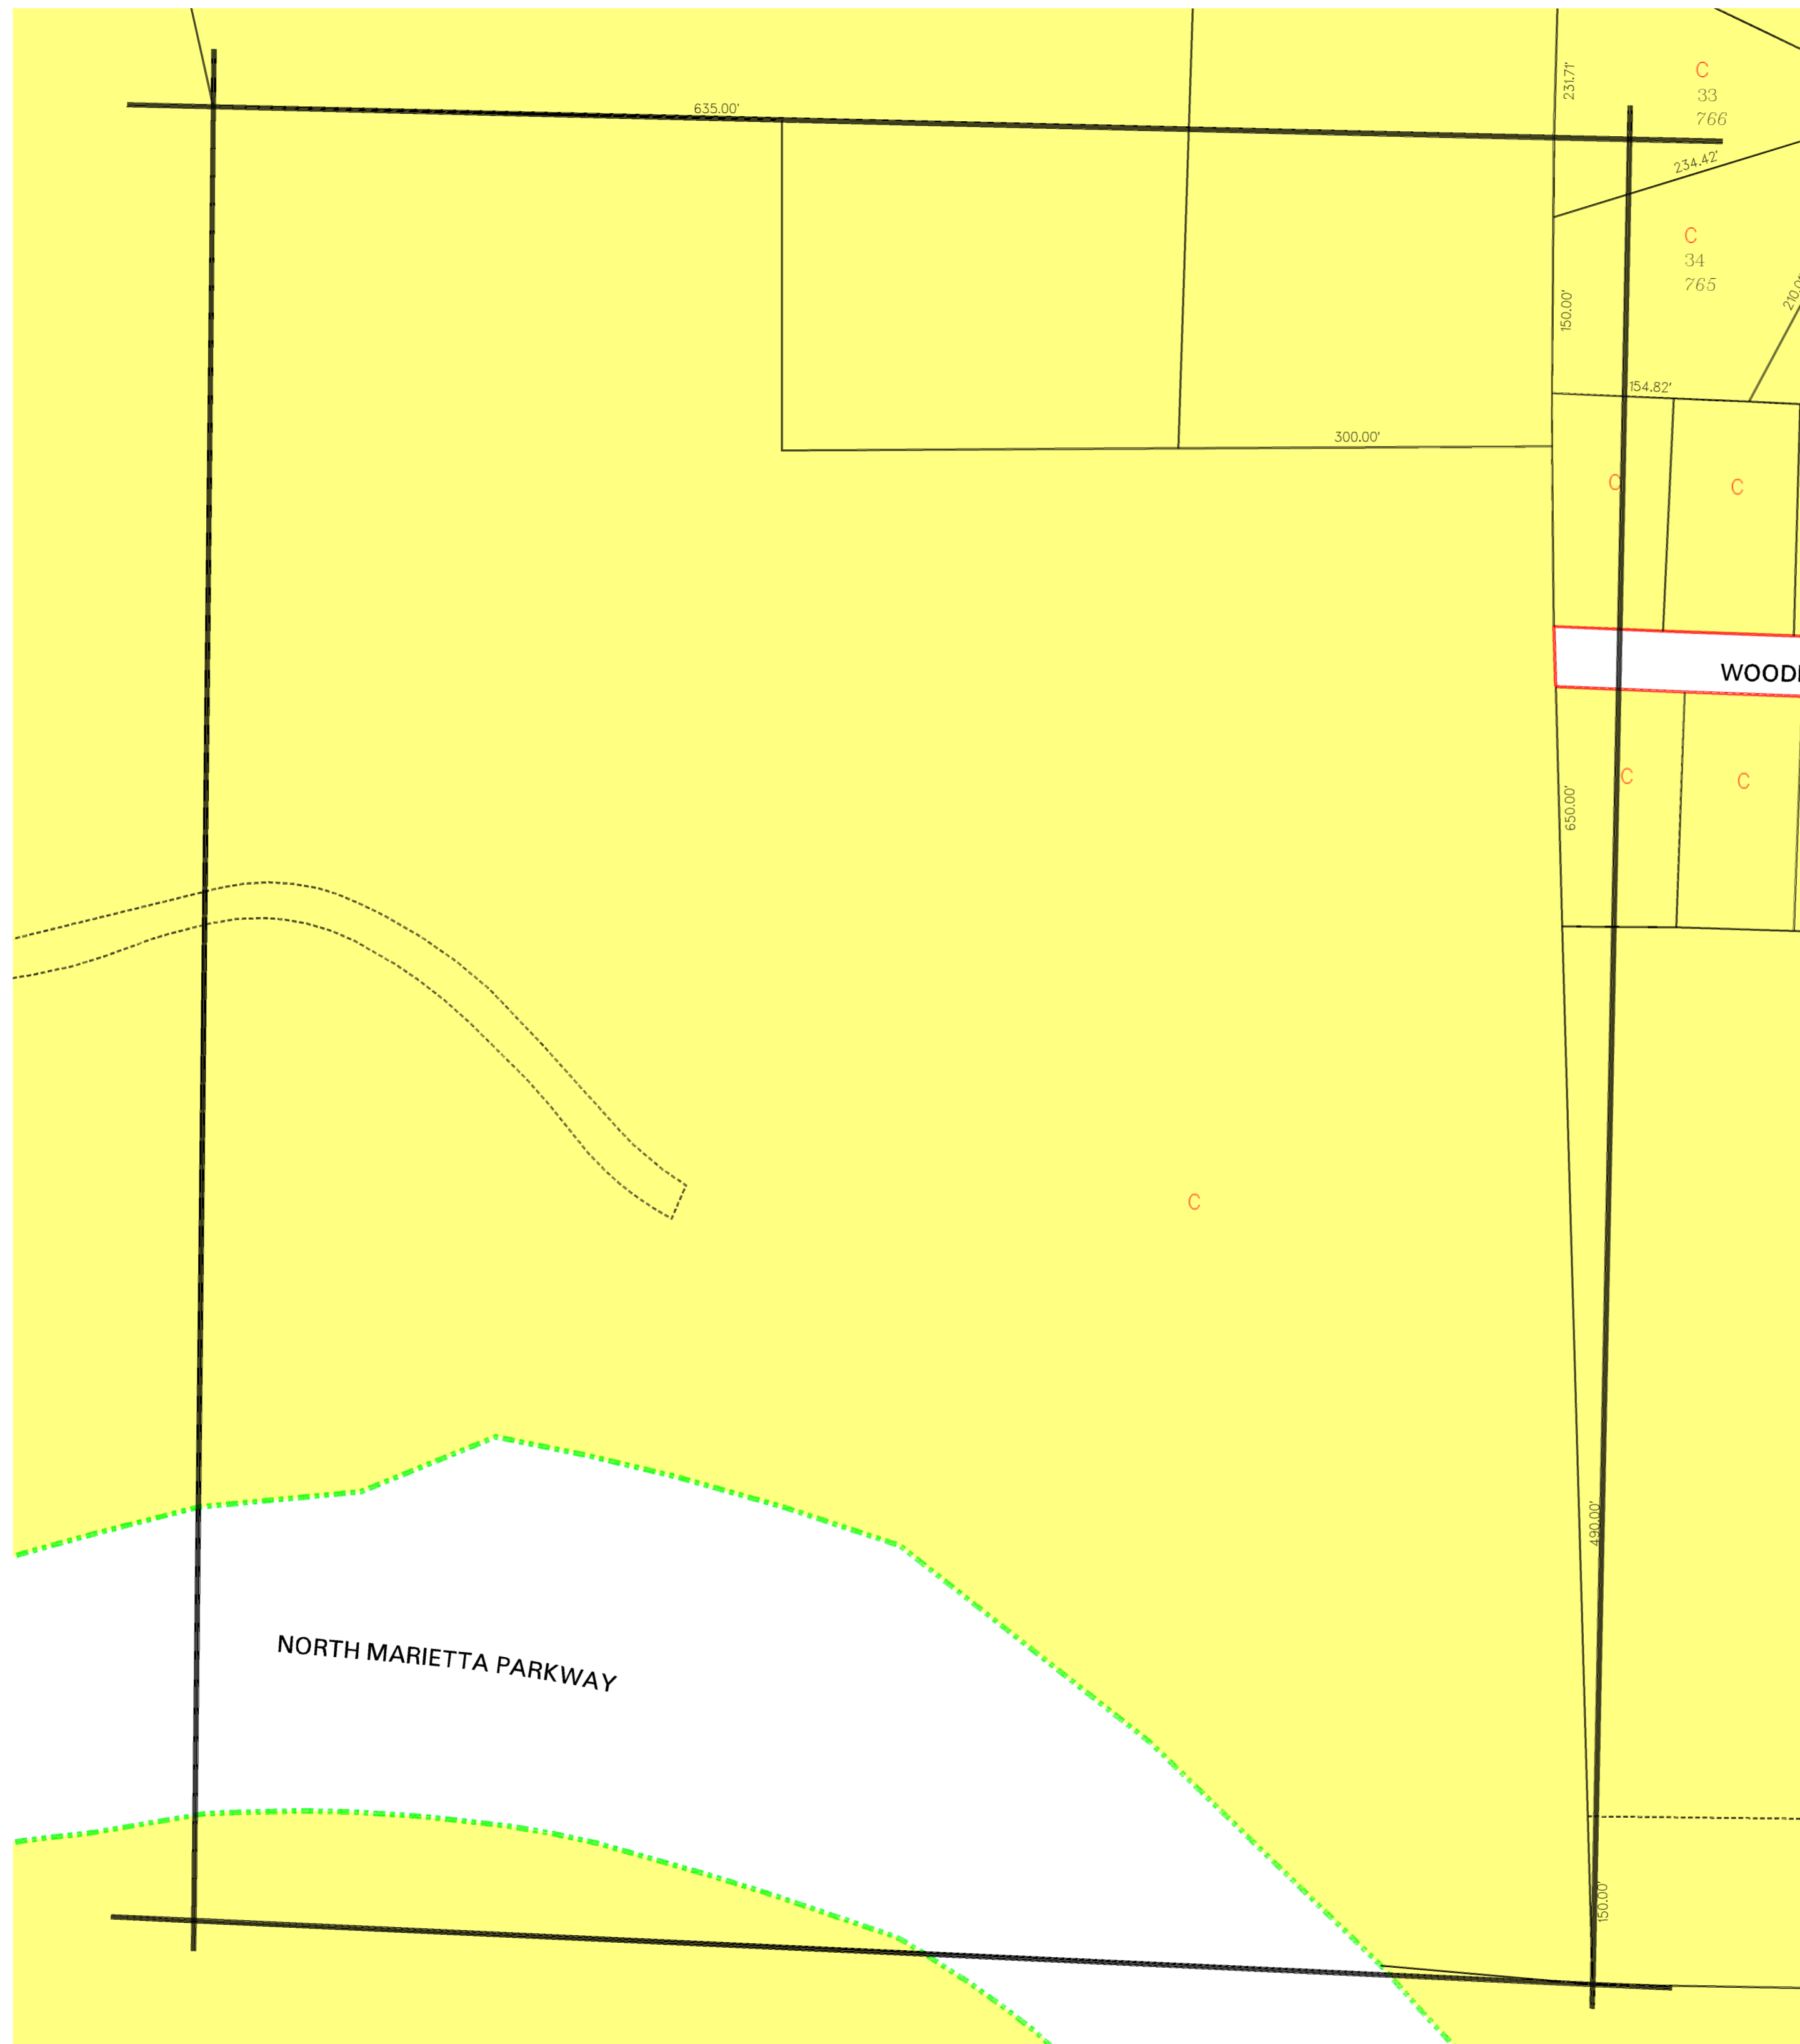 231.71'
C
33
766
635.00'
234.42'
C
34
765
150.00'
154.82'
300.00'
C
C
WOOD
C
C
650.00'
C
490.00'
NORTH MARIETTA PARKWAY
150.00'